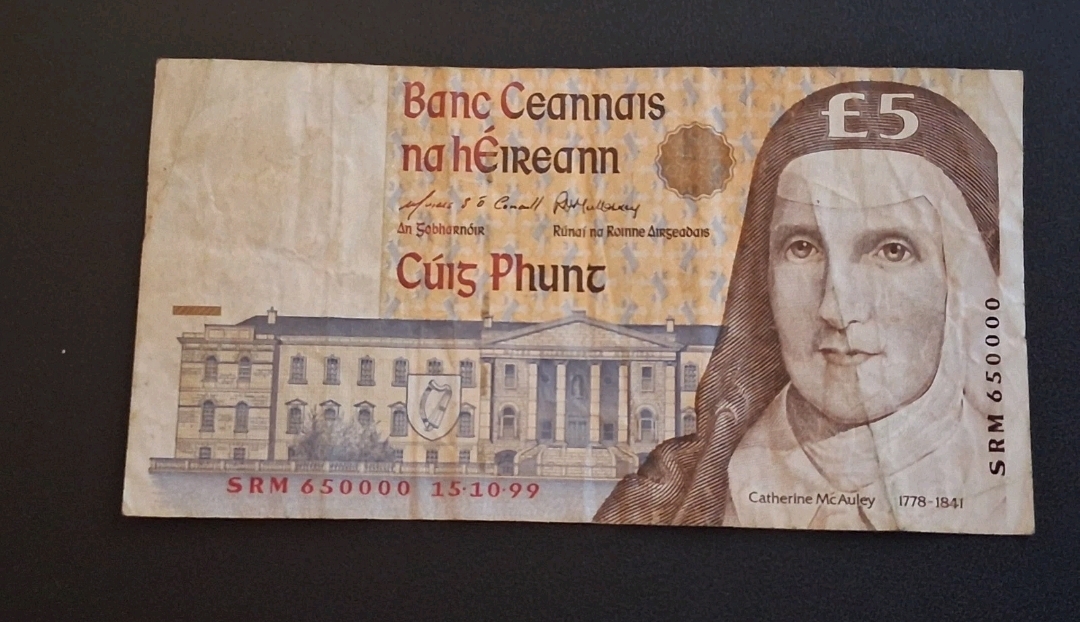 Banc Ceannais
na hÉireann
£5
An Gobharnóir
Rúnaí na Roinne Airgeadais
Cúig Phunt
SRM 650000
SRM 650000 15·10·99
Catherine McAuley 1778-1841